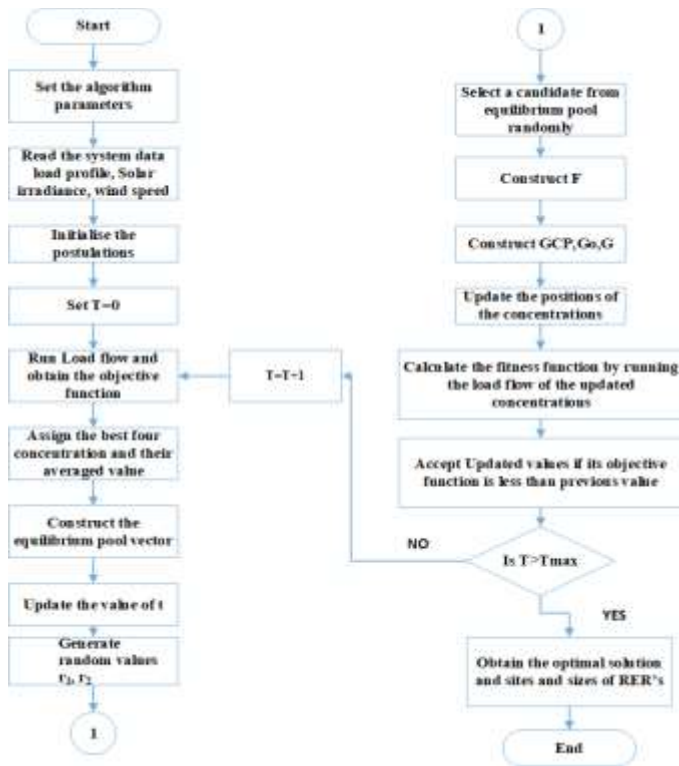 Start
Set the algorithm
parameters
Read the system data
load profile, Solar
irradiance, wind speed
Initialise the
postulations
Set T=0
Run Load flow and
obtain the objective
function
Assign the best four
concentration and their
averaged value
Construct the
equilibrium pool vector
Update the value of t
Generate
random values
r₁, r₂
1
T=T+1
1
Select a candidate from
equilibrium pool
randomly
Construct F
Construct GCP,Go,G
Update the positions of
the concentrations
Calculate the fitness function by running
the load flow of the updated
concentrations
Accept Updated values if its objective
function is less than previous value
Is T>Tmax
NO
YES
Obtain the optimal solution
and sites and sizes of RER's
End